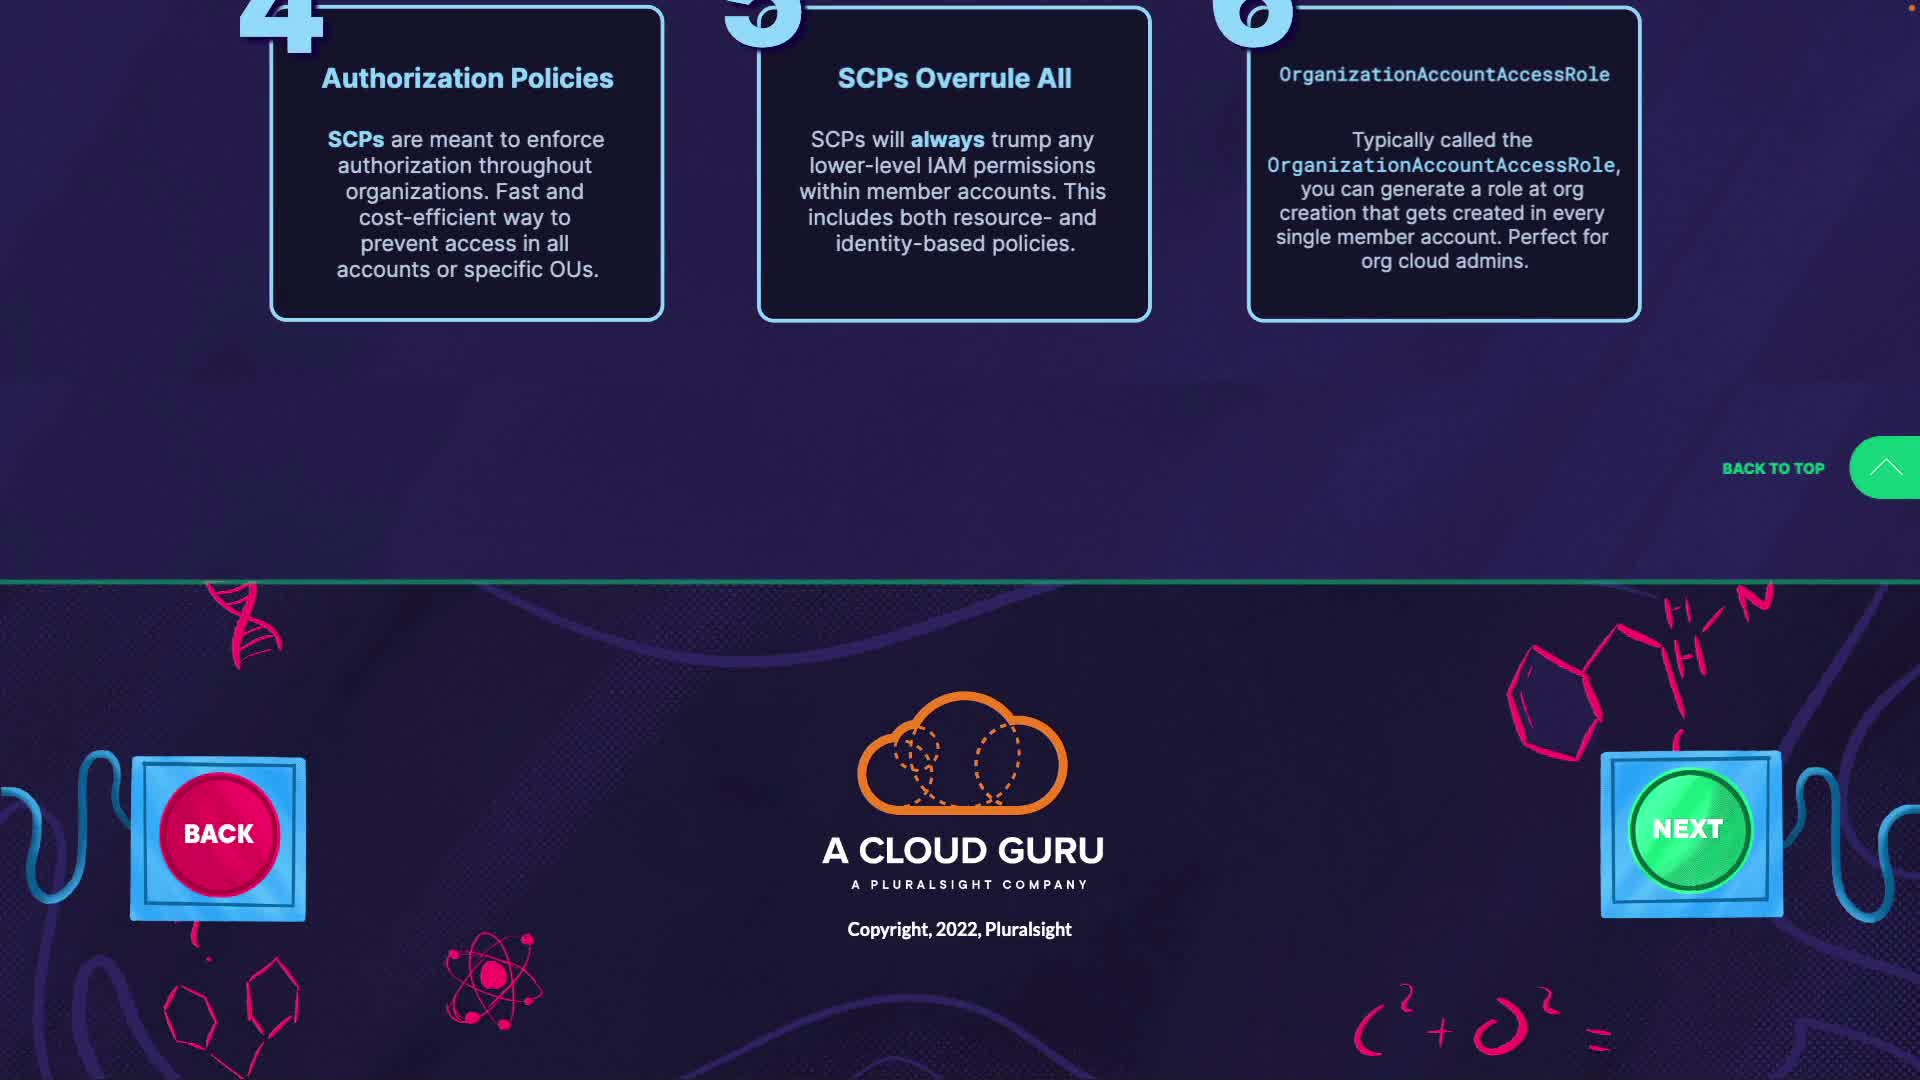 4
5
6
Authorization Policies
SCPs are meant to enforce
authorization throughout
organizations. Fast and
cost-efficient way to
prevent access in all
accounts or specific OUs.
SCPs Overrule All
SCPs will always trump any
lower-level IAM permissions
within member accounts. This
includes both resource- and
identity-based policies.
OrganizationAccountAccessRole
Typically called the
OrganizationAccountAccessRole,
you can generate a role at org
creation that gets created in every
single member account. Perfect for
org cloud admins.
BACK TO TOP
N
H
H
BACK
NEXT
A CLOUD GURU
A PLURALSIGHT COMPANY
Copyright, 2022, Pluralsight
C² + O² =